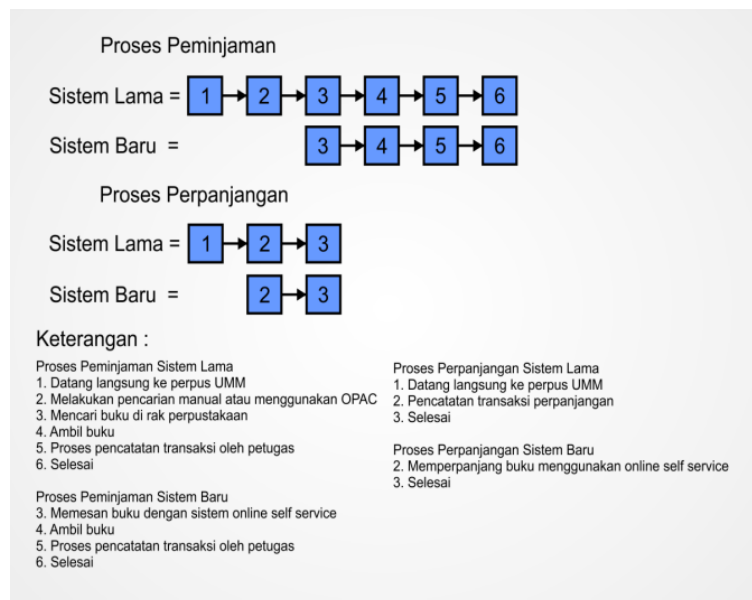 Proses Peminjaman
Sistem Lama = 1 2 3 4 5 6
Sistem Baru = 3 4 5 6
Proses Perpanjangan
Sistem Lama = 1 2 3
Sistem Baru = 2 3
Keterangan :
Proses Peminjaman Sistem Lama
1. Datang langsung ke perpus UMM
2. Melakukan pencarian manual atau menggunakan OPAC
3. Mencari buku di rak perpustakaan
4. Ambil buku
5. Proses pencatatan transaksi oleh petugas
6. Selesai
Proses Peminjaman Sistem Baru
3. Memesan buku dengan sistem online self service
4. Ambil buku
5. Proses pencatatan transaksi oleh petugas
6. Selesai
Proses Perpanjangan Sistem Lama
1. Datang langsung ke perpus UMM
2. Pencatatan transaksi perpanjangan
3. Selesai
Proses Perpanjangan Sistem Baru
2. Memperpanjang buku menggunakan online self service
3. Selesai